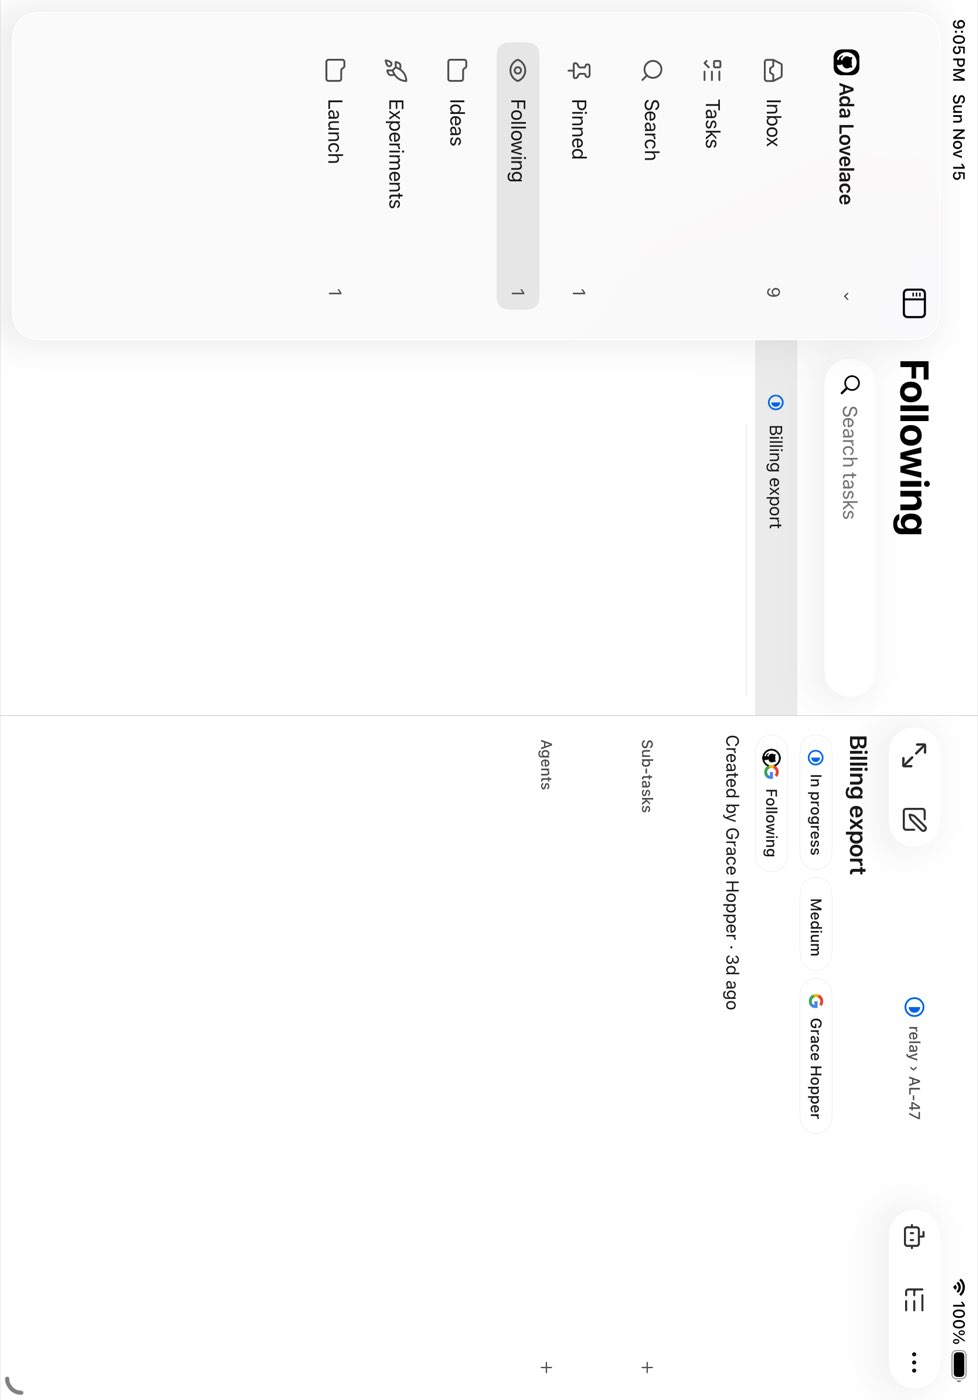 9:05 PM Sun Nov 15
100%
Ada Lovelace
Inbox 9
Tasks
Search
Pinned 1
Following 1
Ideas
Experiments
Launch 1
Following
Search tasks
Billing export
relay › AL-47
Billing export
In progress Medium Grace Hopper
Following
Created by Grace Hopper · 3d ago
Sub-tasks
Agents